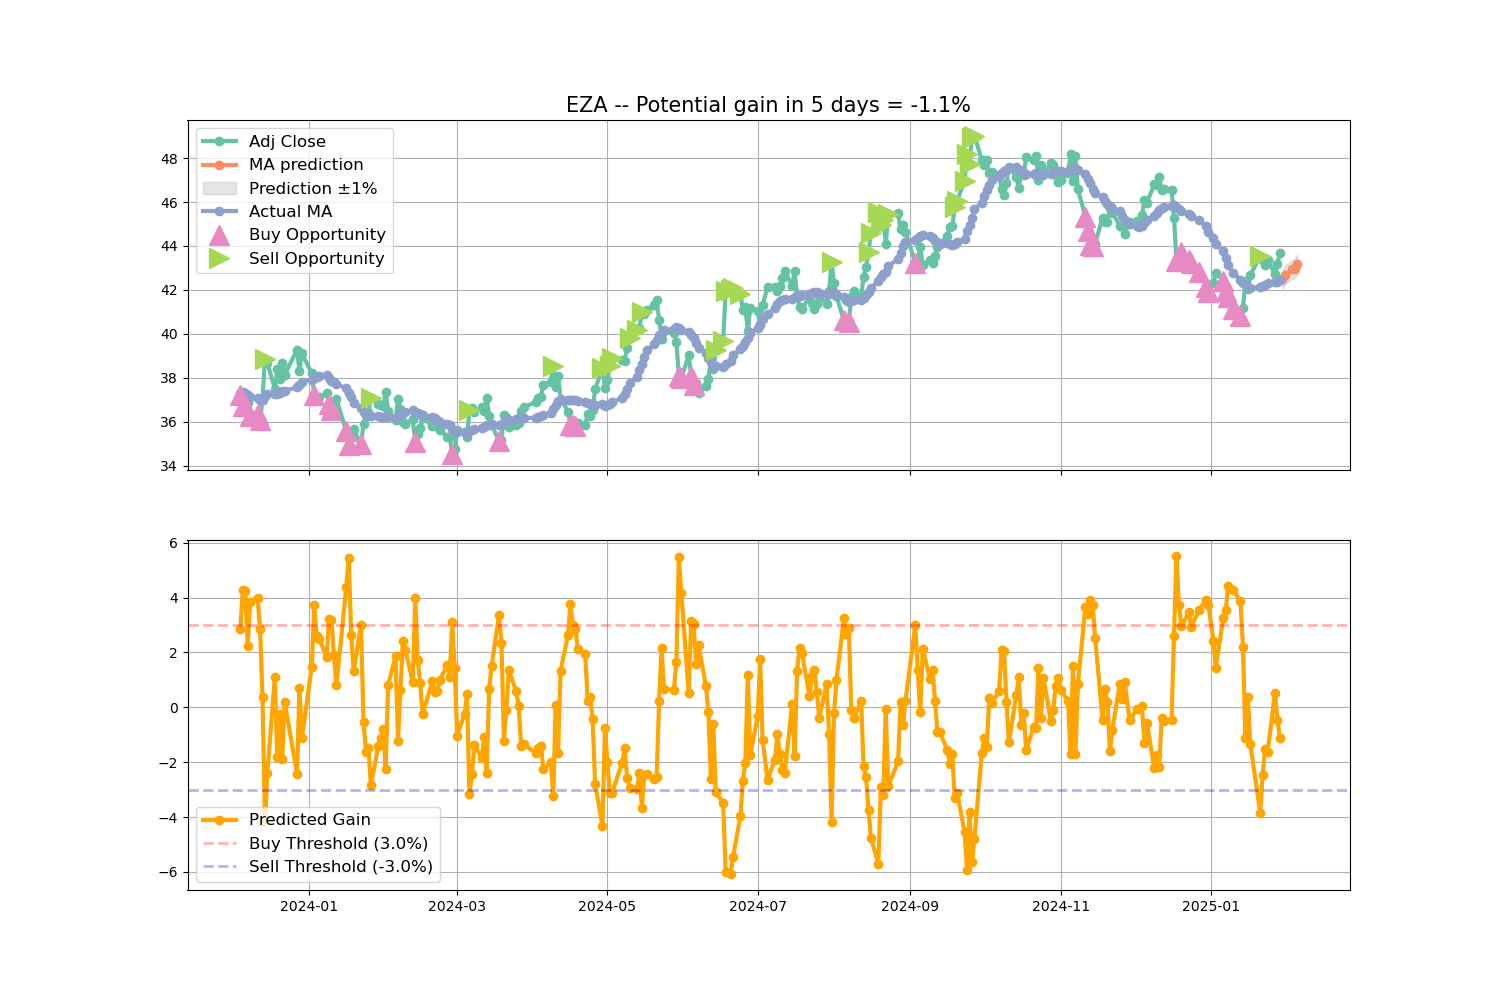 EZA -- Potential gain in 5 days = -1.1%
Adj Close
MA prediction
Prediction ±1%
Actual MA
Buy Opportunity
Sell Opportunity
48
46
44
42
40
38
36
34
6
4
2
0
−2
−4
−6
Predicted Gain
Buy Threshold (3.0%)
Sell Threshold (-3.0%)
2024-01
2024-03
2024-05
2024-07
2024-09
2024-11
2025-01